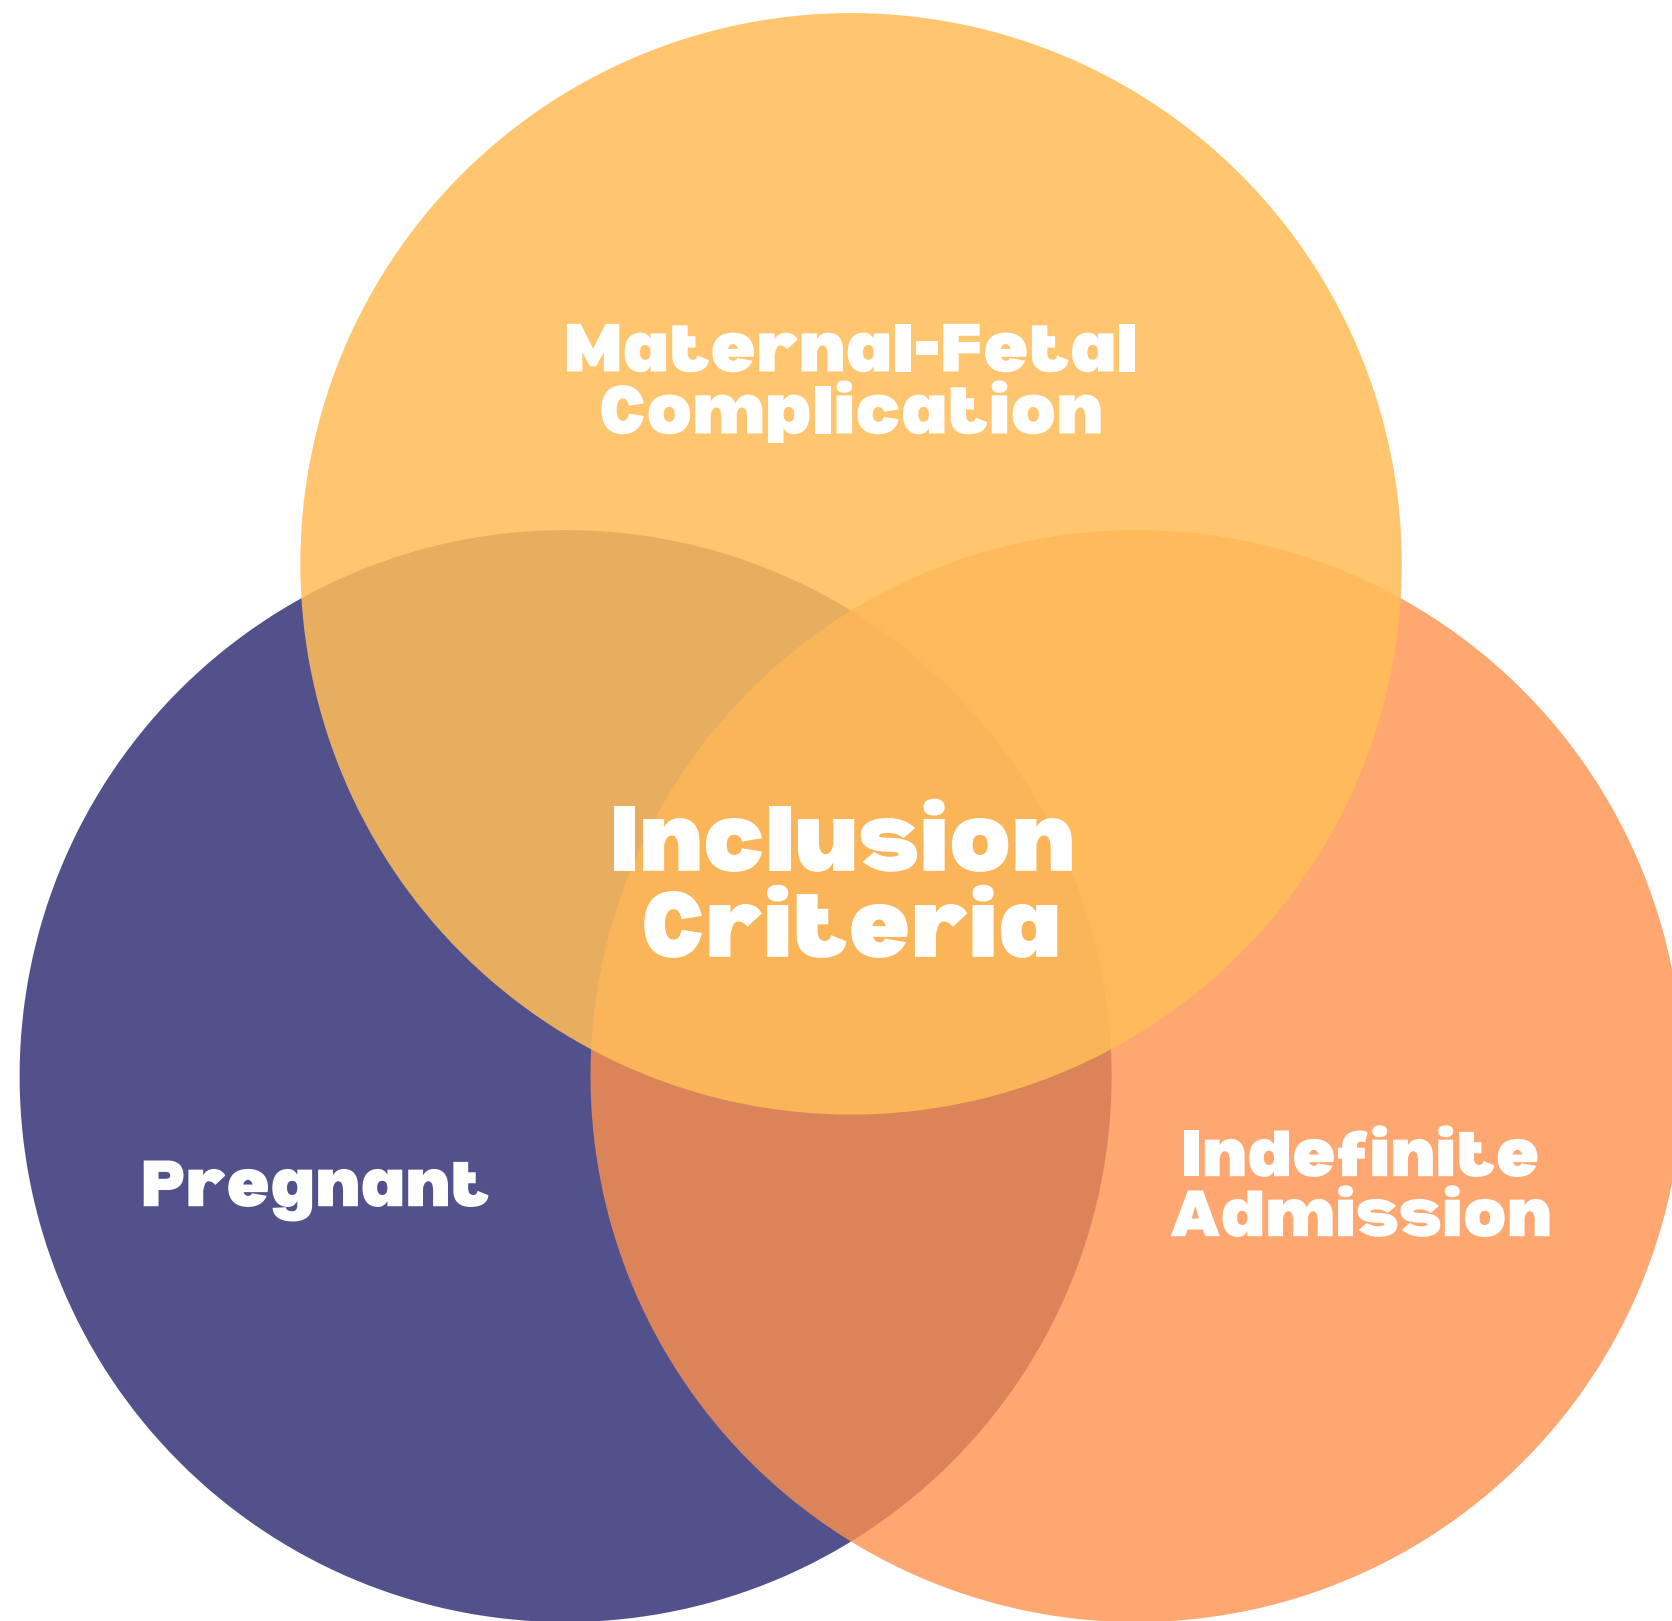 Maternal-Fetal
Complication
Inclusion
Criteria
Pregnant
Indefinite
Admission